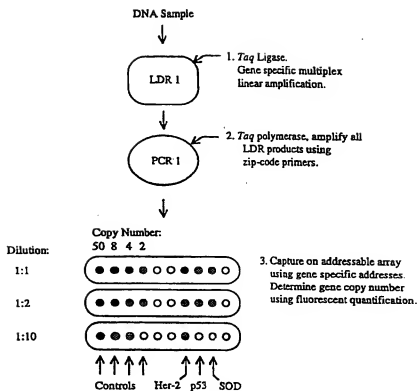 DNA Sample
LDR 1
1. Taq Ligase.
Gene specific multiplex
linear amplification.
PCR 1
2. Taq polymerase, amplify all
LDR products using
zip-code primers.
Copy Number:
50 8 4 2
Dilution:
1:1
1:2
1:10
3. Capture on addressable array
using gene specific addresses.
Determine gene copy number
using fluorescent quantification.
Controls Her-2 p53 SOD